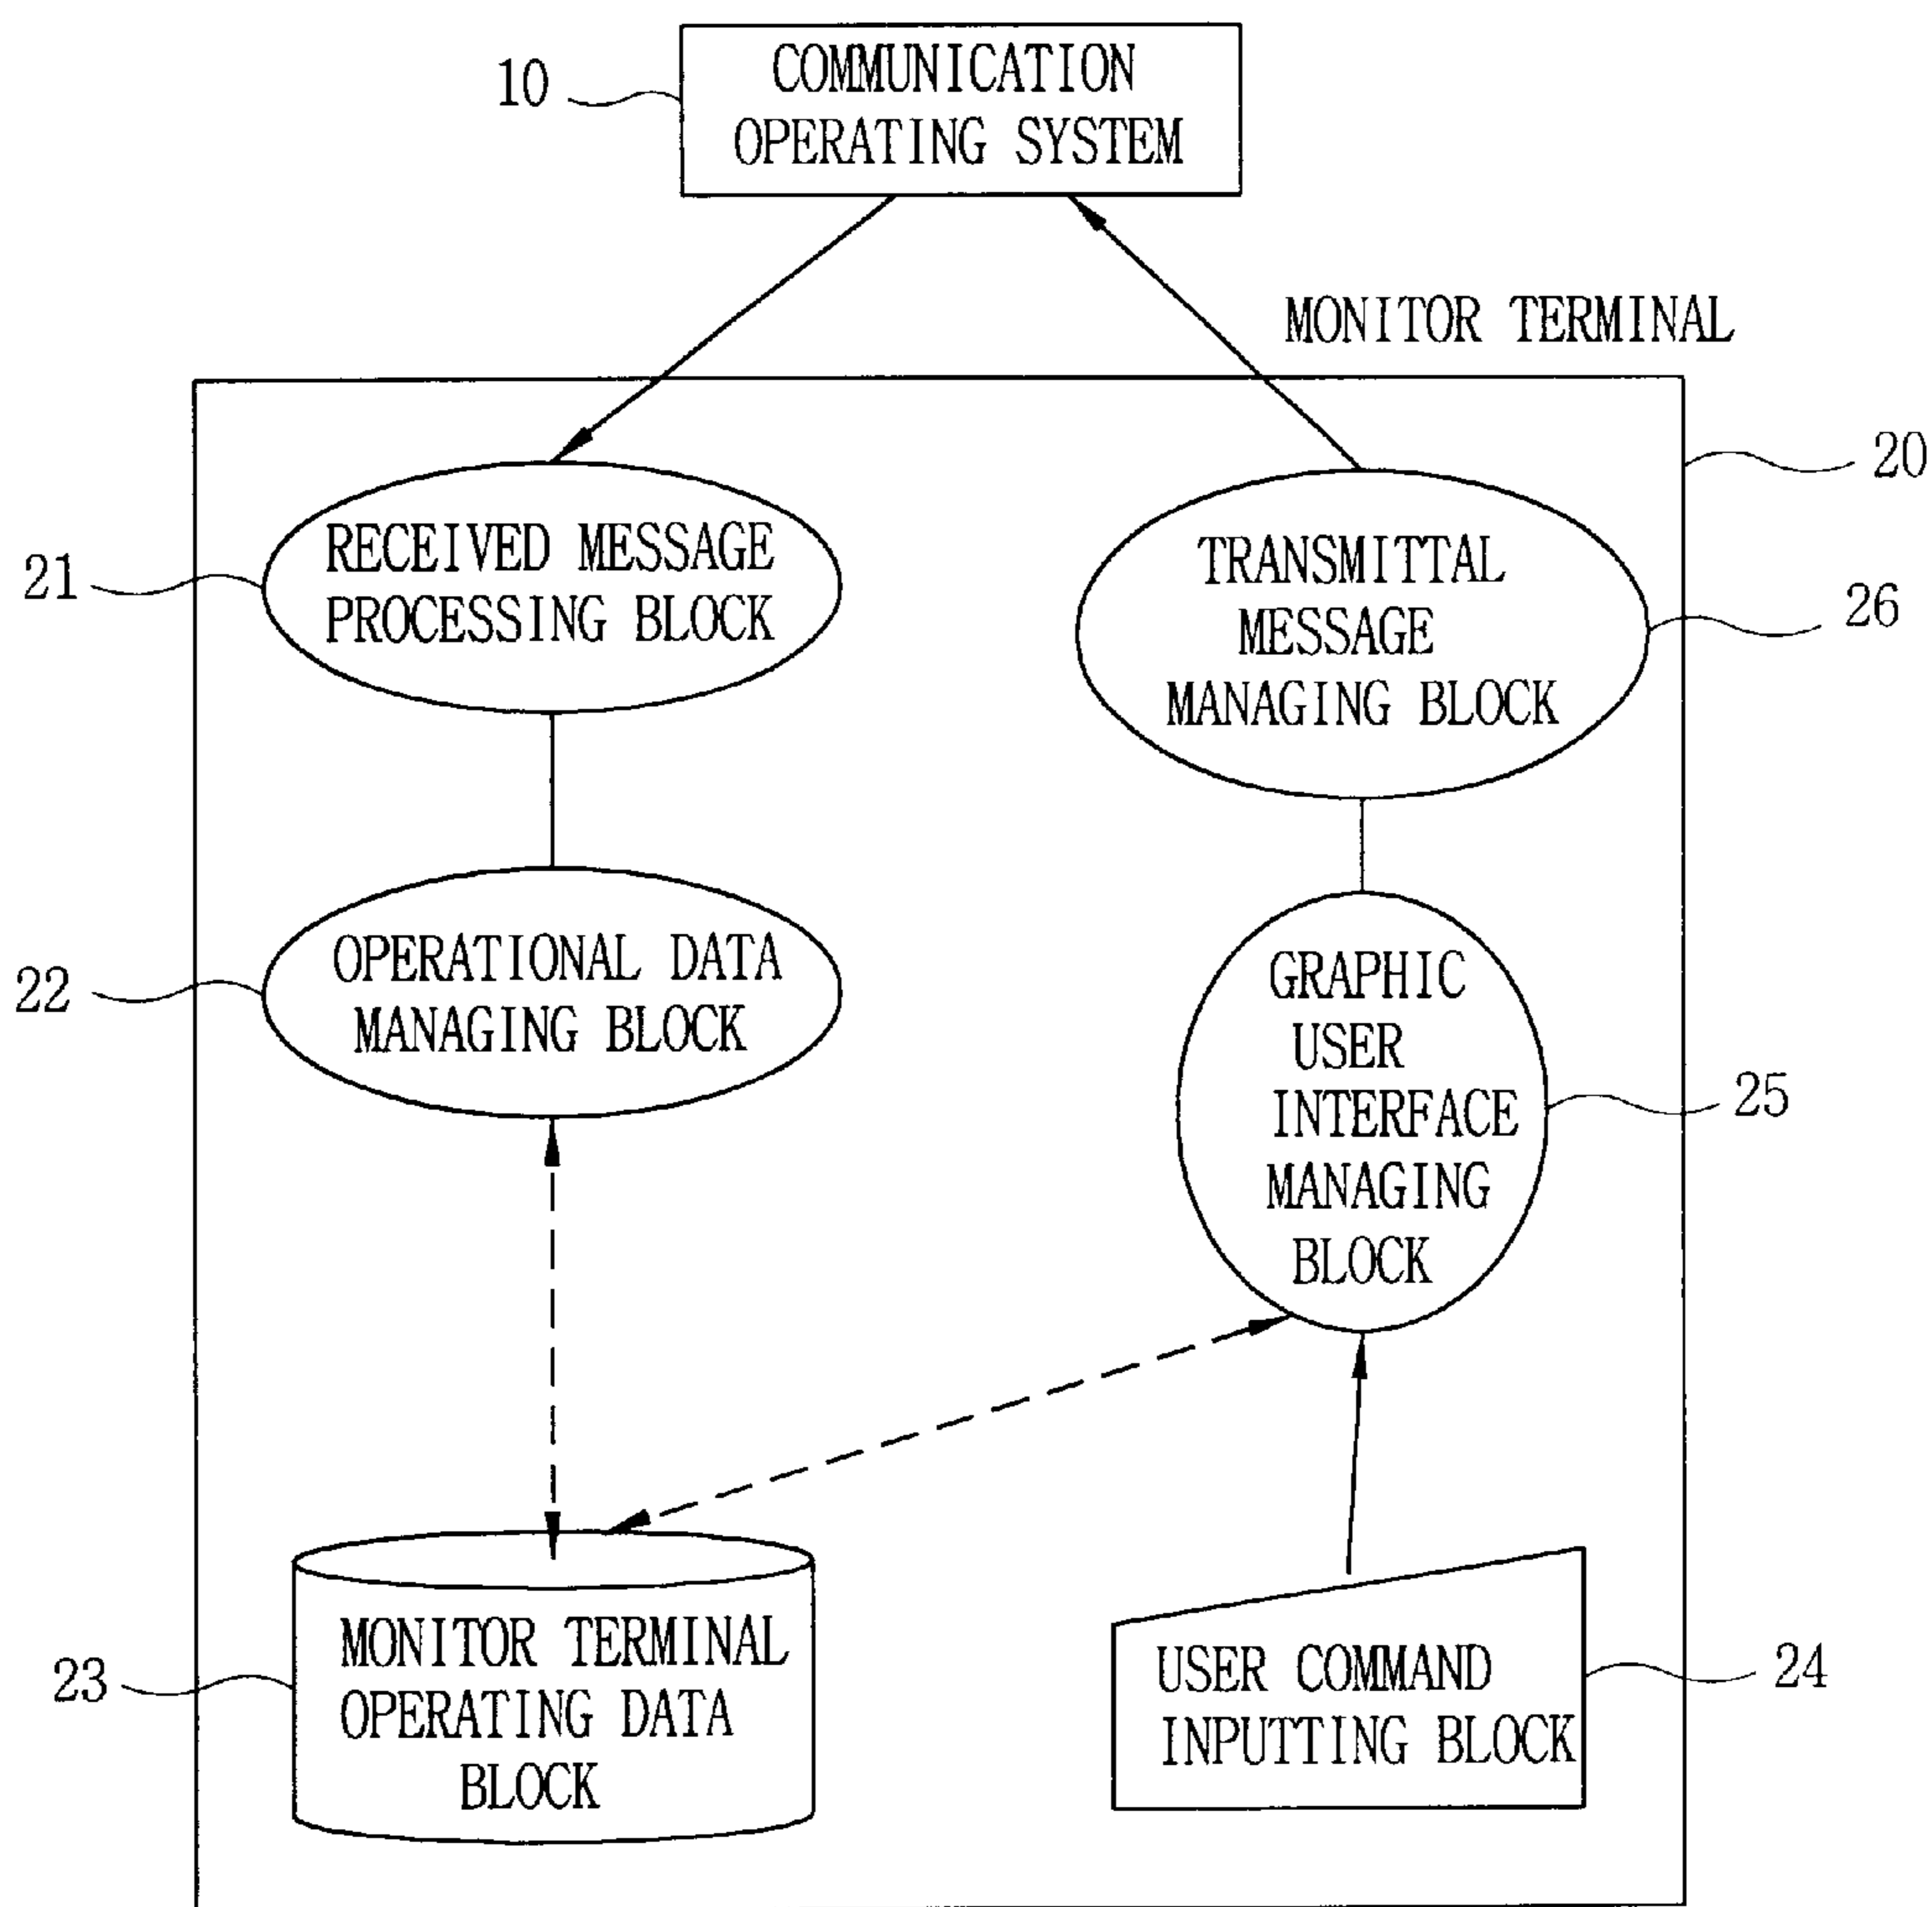 COMMUNICATION
10
OPERATING SYSTEM
MONITOR TERMINAL
20
RECEIVED MESSAGE
21
PROCESSING BLOCK
TRANSMITTAL
MESSAGE
26
MANAGING BLOCK
OPERATIONAL DATA
22
MANAGING BLOCK
GRAPHIC
USER
INTERFACE
25
MANAGING
BLOCK
MONITOR TERMINAL
23
OPERATING DATA
BLOCK
USER COMMAND
24
INPUTTING BLOCK